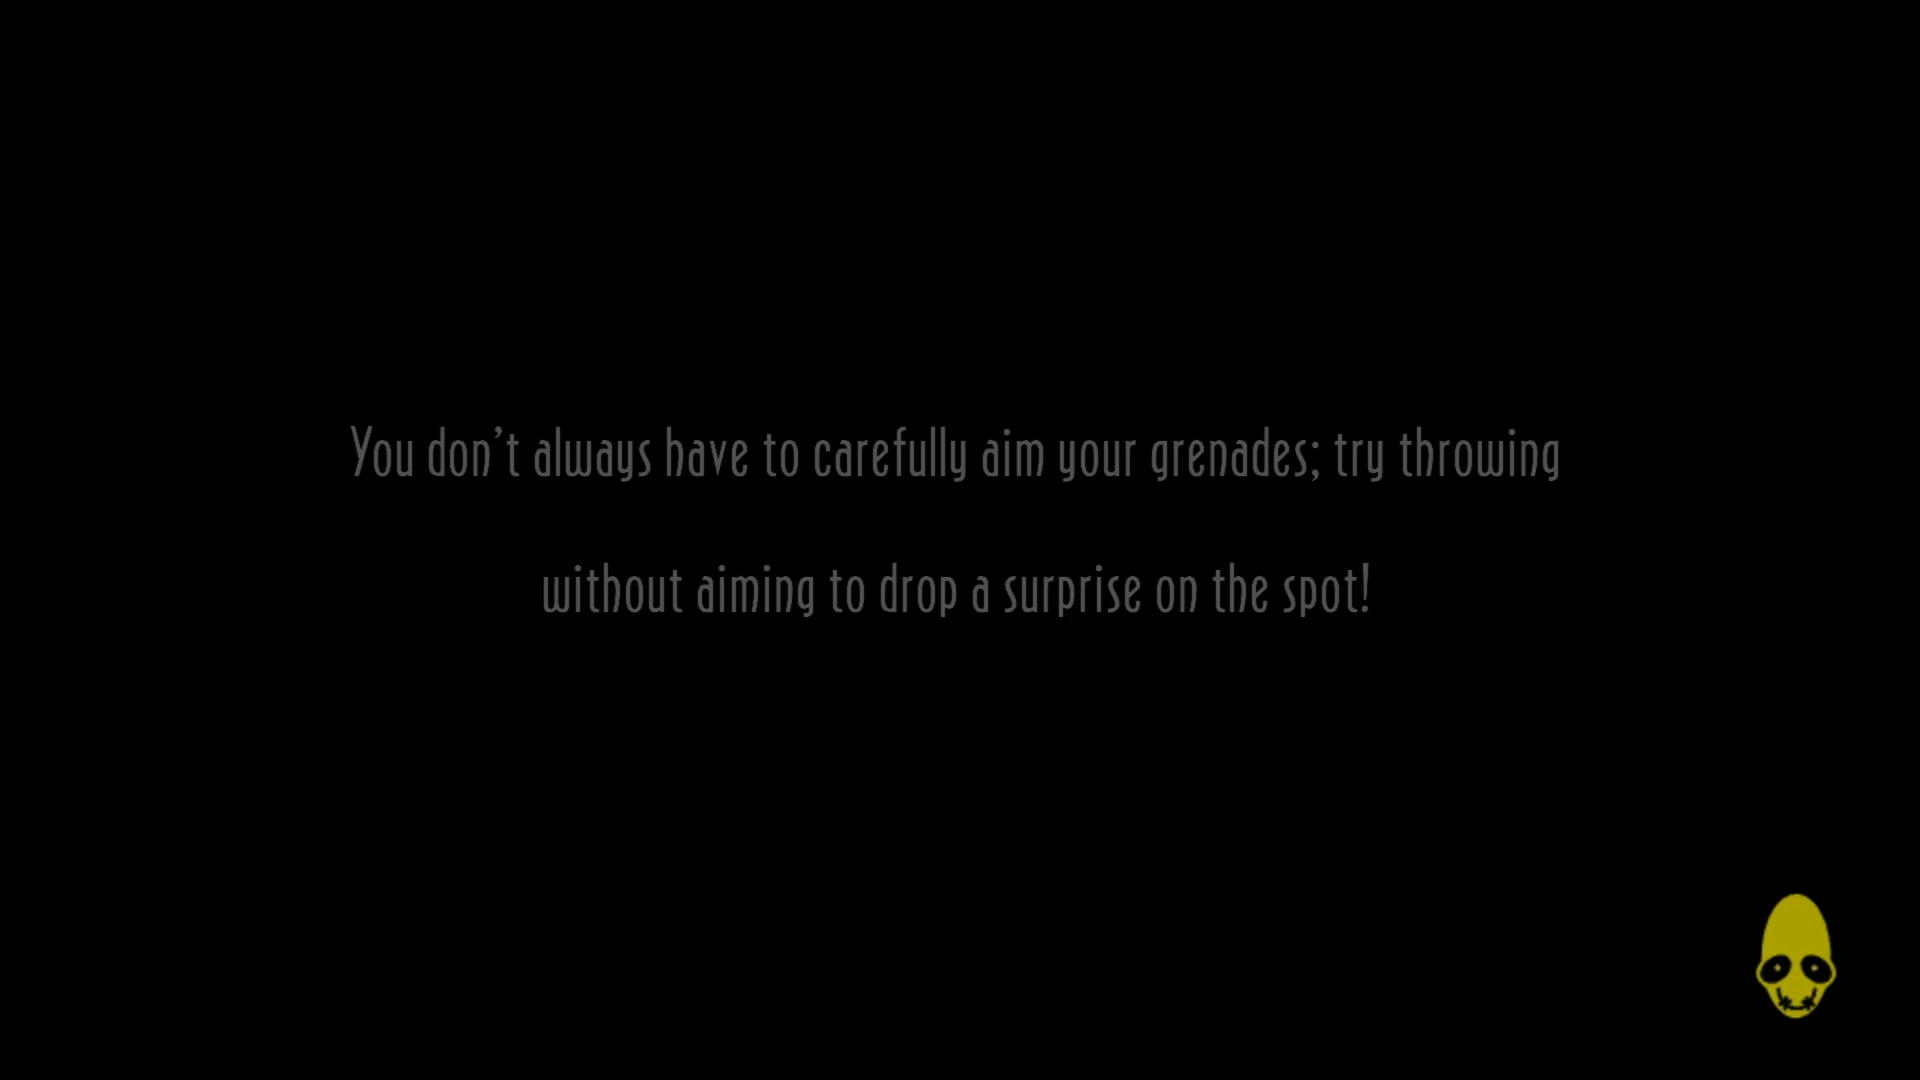 You don’t always have to carefully aim your grenades; try throwing
without aiming to drop a surprise on the spot!